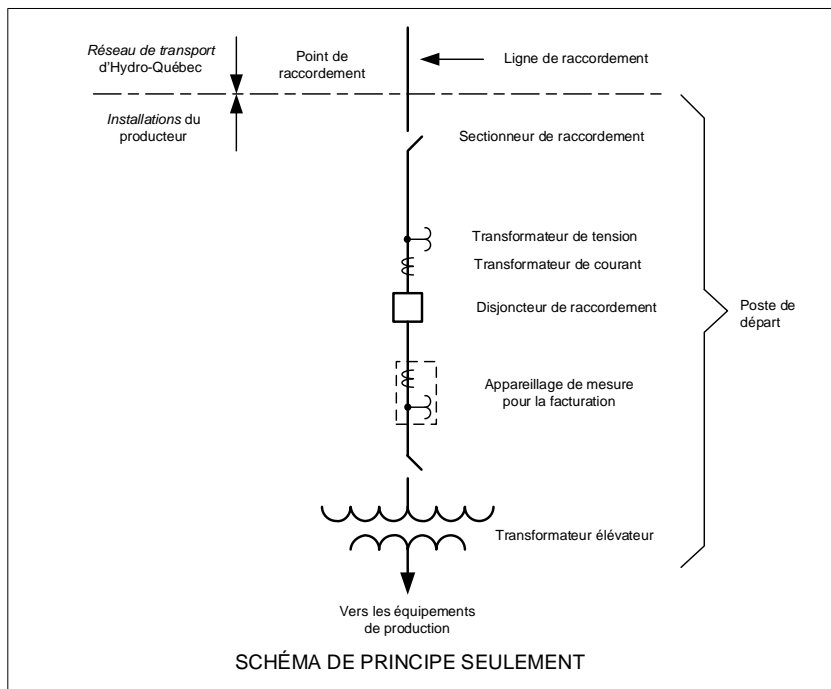 Réseau de transport
d'Hydro-Québec
Point de
raccordement
Ligne de raccordement
Installations du
producteur
Sectionneur de raccordement
Transformateur de tension
Transformateur de courant
Disjoncteur de raccordement
Poste de
départ
Appareillage de mesure
pour la facturation
Transformateur élévateur
Vers les équipements
de production
SCHÉMA DE PRINCIPE SEULEMENT